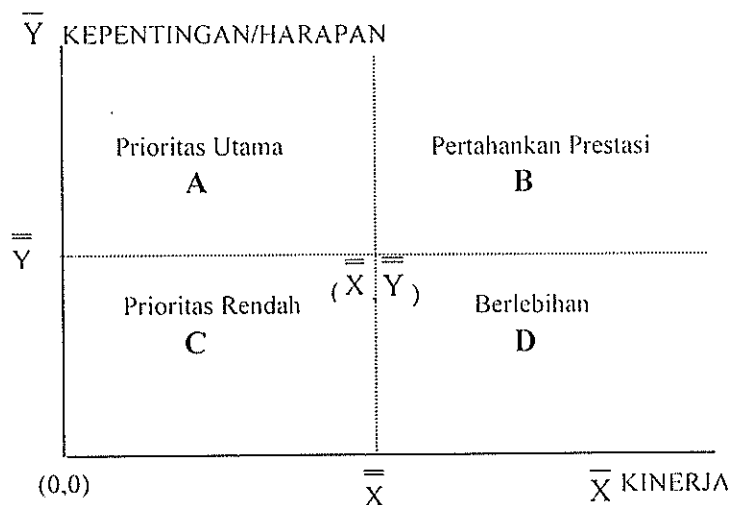 Y̅ KEPENTINGAN/HARAPAN
Prioritas Utama
A
Pertahankan Prestasi
B
Y̿
( X̿ , Y̿ )
Prioritas Rendah
C
Berlebihan
D
(0,0)
X̿
X̅ KINERJA